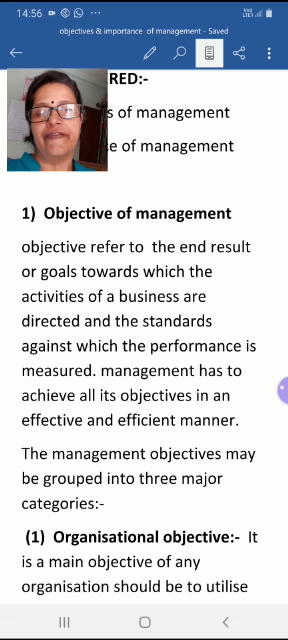 14:56
objectives & importance of management - Saved
RED:-
s of management
ce of management
1) Objective of management
objective refer to the end result
or goals towards which the
activities of a business are
directed and the standards
against which the performance is
measured. management has to
achieve all its objectives in an
effective and efficient manner.
The management objectives may
be grouped into three major
categories:-
(1) Organisational objective:- It
is a main objective of any
organisation should be to utilise